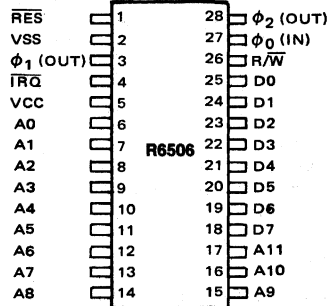 R̅E̅S̅ 1 28 ϕ2 (OUT)
VSS 2 27 ϕ0 (IN)
ϕ1 (OUT) 3 26 R/W̅
I̅R̅Q̅ 4 25 D0
VCC 5 24 D1
A0 6 23 D2
A1 7 22 D3
R6506
A2 8 21 D4
A3 9 20 D5
A4 10 19 D6
A5 11 18 D7
A6 12 17 A11
A7 13 16 A10
A8 14 15 A9